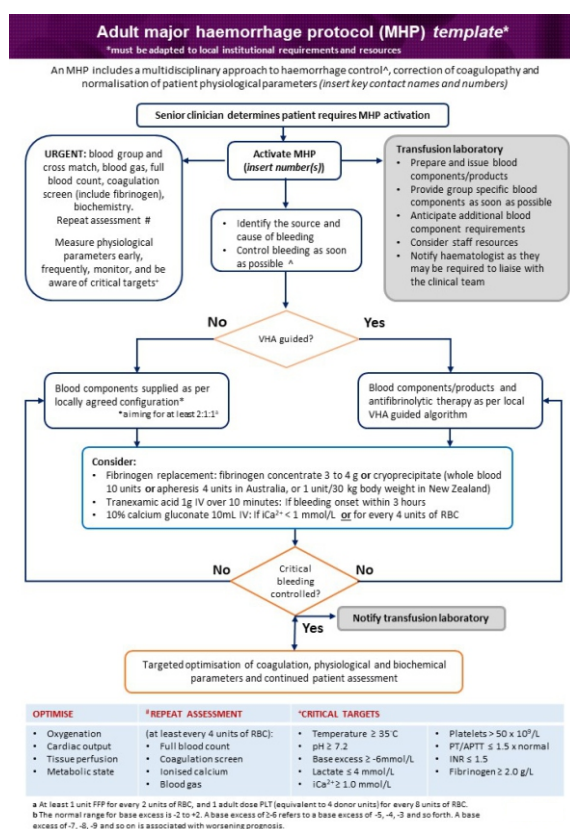 Adult major haemorrhage protocol (MHP) template*
*must be adapted to local institutional requirements and resources
An MHP includes a multidisciplinary approach to haemorrhage control^, correction of coagulopathy and
normalisation of patient physiological parameters (insert key contact names and numbers)
Senior clinician determines patient requires MHP activation
URGENT: blood group and
cross match, blood gas, full
blood count, coagulation
screen (include fibrinogen),
biochemistry.
Repeat assessment #
Measure physiological
parameters early,
frequently, monitor, and be
aware of critical targets⁺
Activate MHP
(insert number(s))
Transfusion laboratory
• Prepare and issue blood
components/products
• Provide group specific blood
components as soon as possible
• Anticipate additional blood
component requirements
• Consider staff resources
• Notify haematologist as they
may be required to liaise with
the clinical team
• Identify the source and
cause of bleeding
• Control bleeding as soon
as possible ^
No
VHA guided?
Yes
Blood components supplied as per
locally agreed configuration*
*aiming for at least 2:1:1ᵃ
Blood components/products and
antifibrinolytic therapy as per local
VHA guided algorithm
Consider:
• Fibrinogen replacement: fibrinogen concentrate 3 to 4 g or cryoprecipitate (whole blood
10 units or apheresis 4 units in Australia, or 1 unit/30 kg body weight in New Zealand)
• Tranexamic acid 1g IV over 10 minutes: If bleeding onset within 3 hours
• 10% calcium gluconate 10mL IV: If iCa²⁺ < 1 mmol/L or for every 4 units of RBC
No
Critical
bleeding
controlled?
No
Yes
Notify transfusion laboratory
Targeted optimisation of coagulation, physiological and biochemical
parameters and continued patient assessment
OPTIMISE
• Oxygenation
• Cardiac output
• Tissue perfusion
• Metabolic state
#REPEAT ASSESSMENT
(at least every 4 units of RBC):
• Full blood count
• Coagulation screen
• Ionised calcium
• Blood gas
⁺CRITICAL TARGETS
• Temperature ≥ 35°C
• pH ≥ 7.2
• Base excess ≥ -6mmol/L
• Lactate ≤ 4 mmol/L
• iCa²⁺ ≥ 1.0 mmol/L
• Platelets > 50 x 10⁹/L
• PT/APTT ≤ 1.5 x normal
• INR ≤ 1.5
• Fibrinogen ≥ 2.0 g/L
a At least 1 unit FFP for every 2 units of RBC, and 1 adult dose PLT (equivalent to 4 donor units) for every 8 units of RBC.
b The normal range for base excess is -2 to +2. A base excess of ≥-6 refers to a base excess of -5, -4, -3 and so forth. A base
excess of -7, -8, -9 and so on is associated with worsening prognosis.